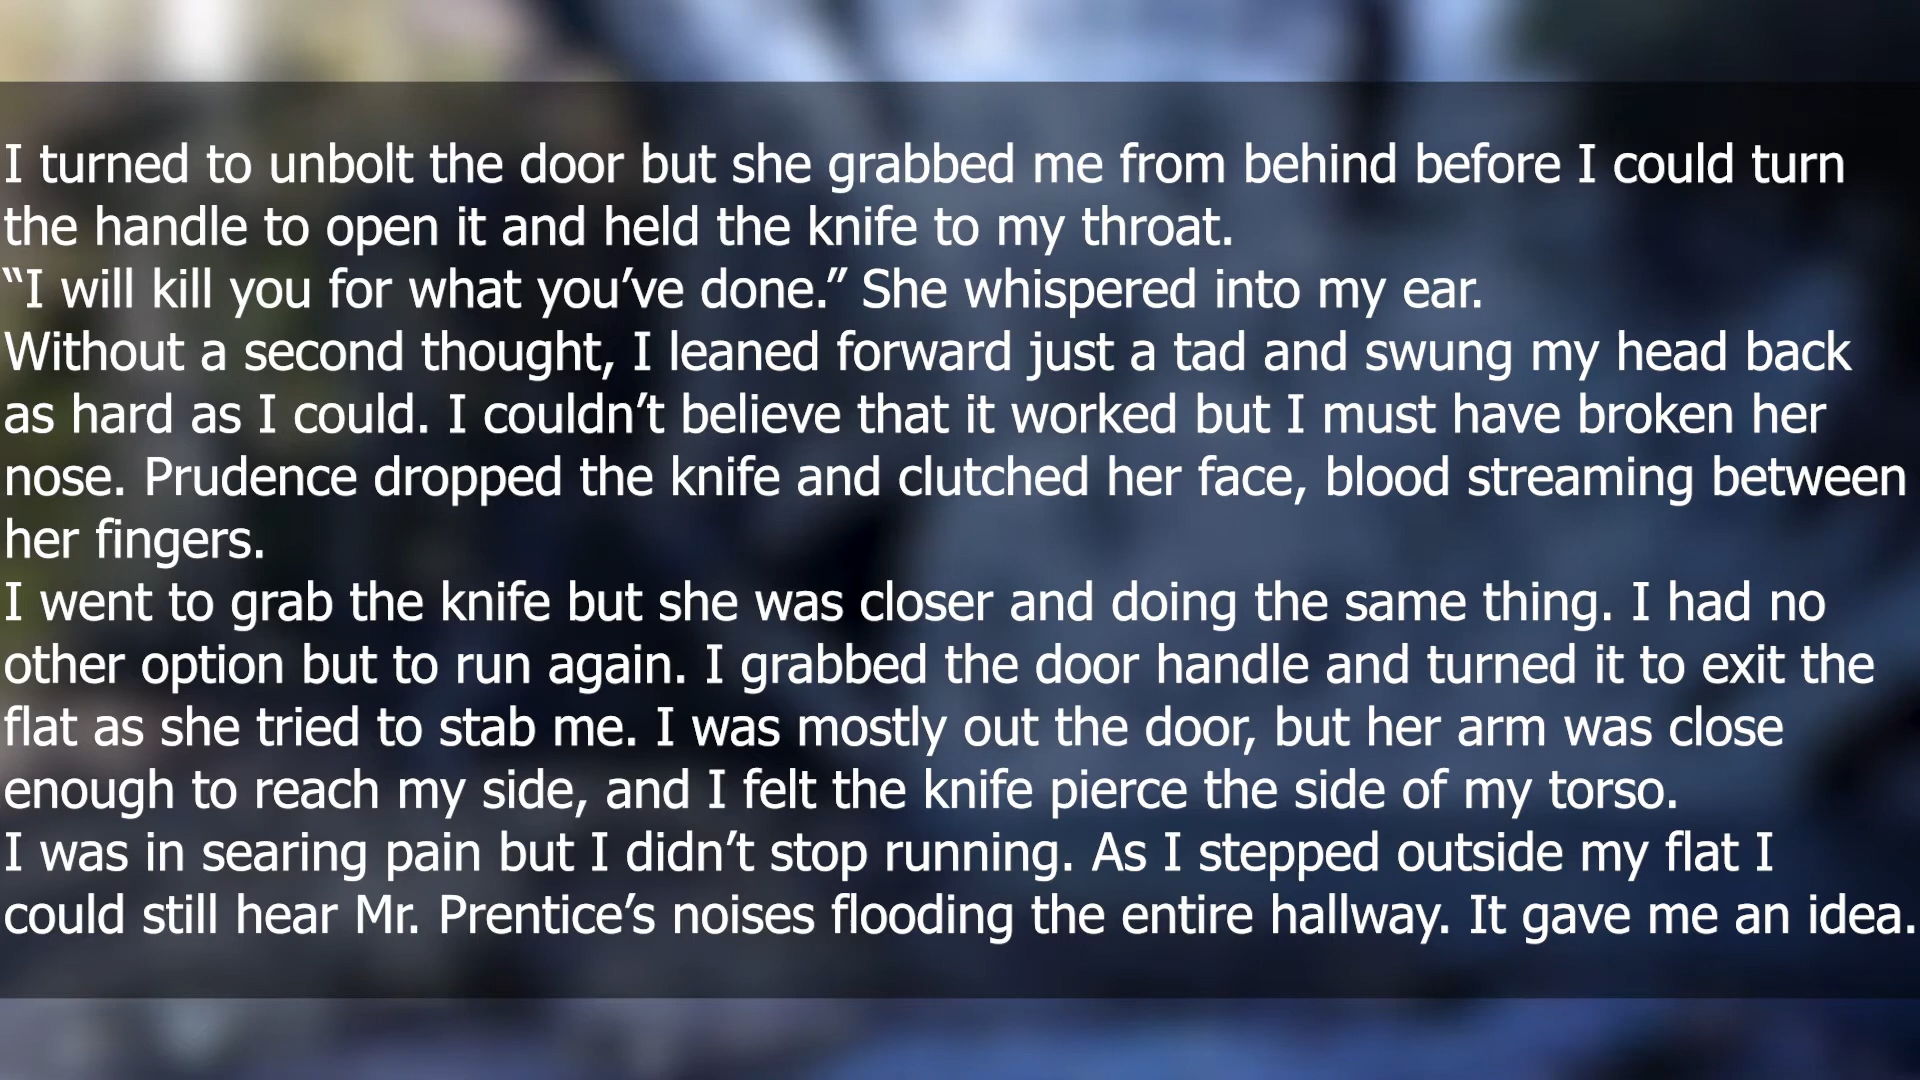 I turned to unbolt the door but she grabbed me from behind before I could turn
the handle to open it and held the knife to my throat.
“I will kill you for what you’ve done.” She whispered into my ear.
Without a second thought, I leaned forward just a tad and swung my head back
as hard as I could. I couldn’t believe that it worked but I must have broken her
nose. Prudence dropped the knife and clutched her face, blood streaming between
her fingers.
I went to grab the knife but she was closer and doing the same thing. I had no
other option but to run again. I grabbed the door handle and turned it to exit the
flat as she tried to stab me. I was mostly out the door, but her arm was close
enough to reach my side, and I felt the knife pierce the side of my torso.
I was in searing pain but I didn’t stop running. As I stepped outside my flat I
could still hear Mr. Prentice’s noises flooding the entire hallway. It gave me an idea.